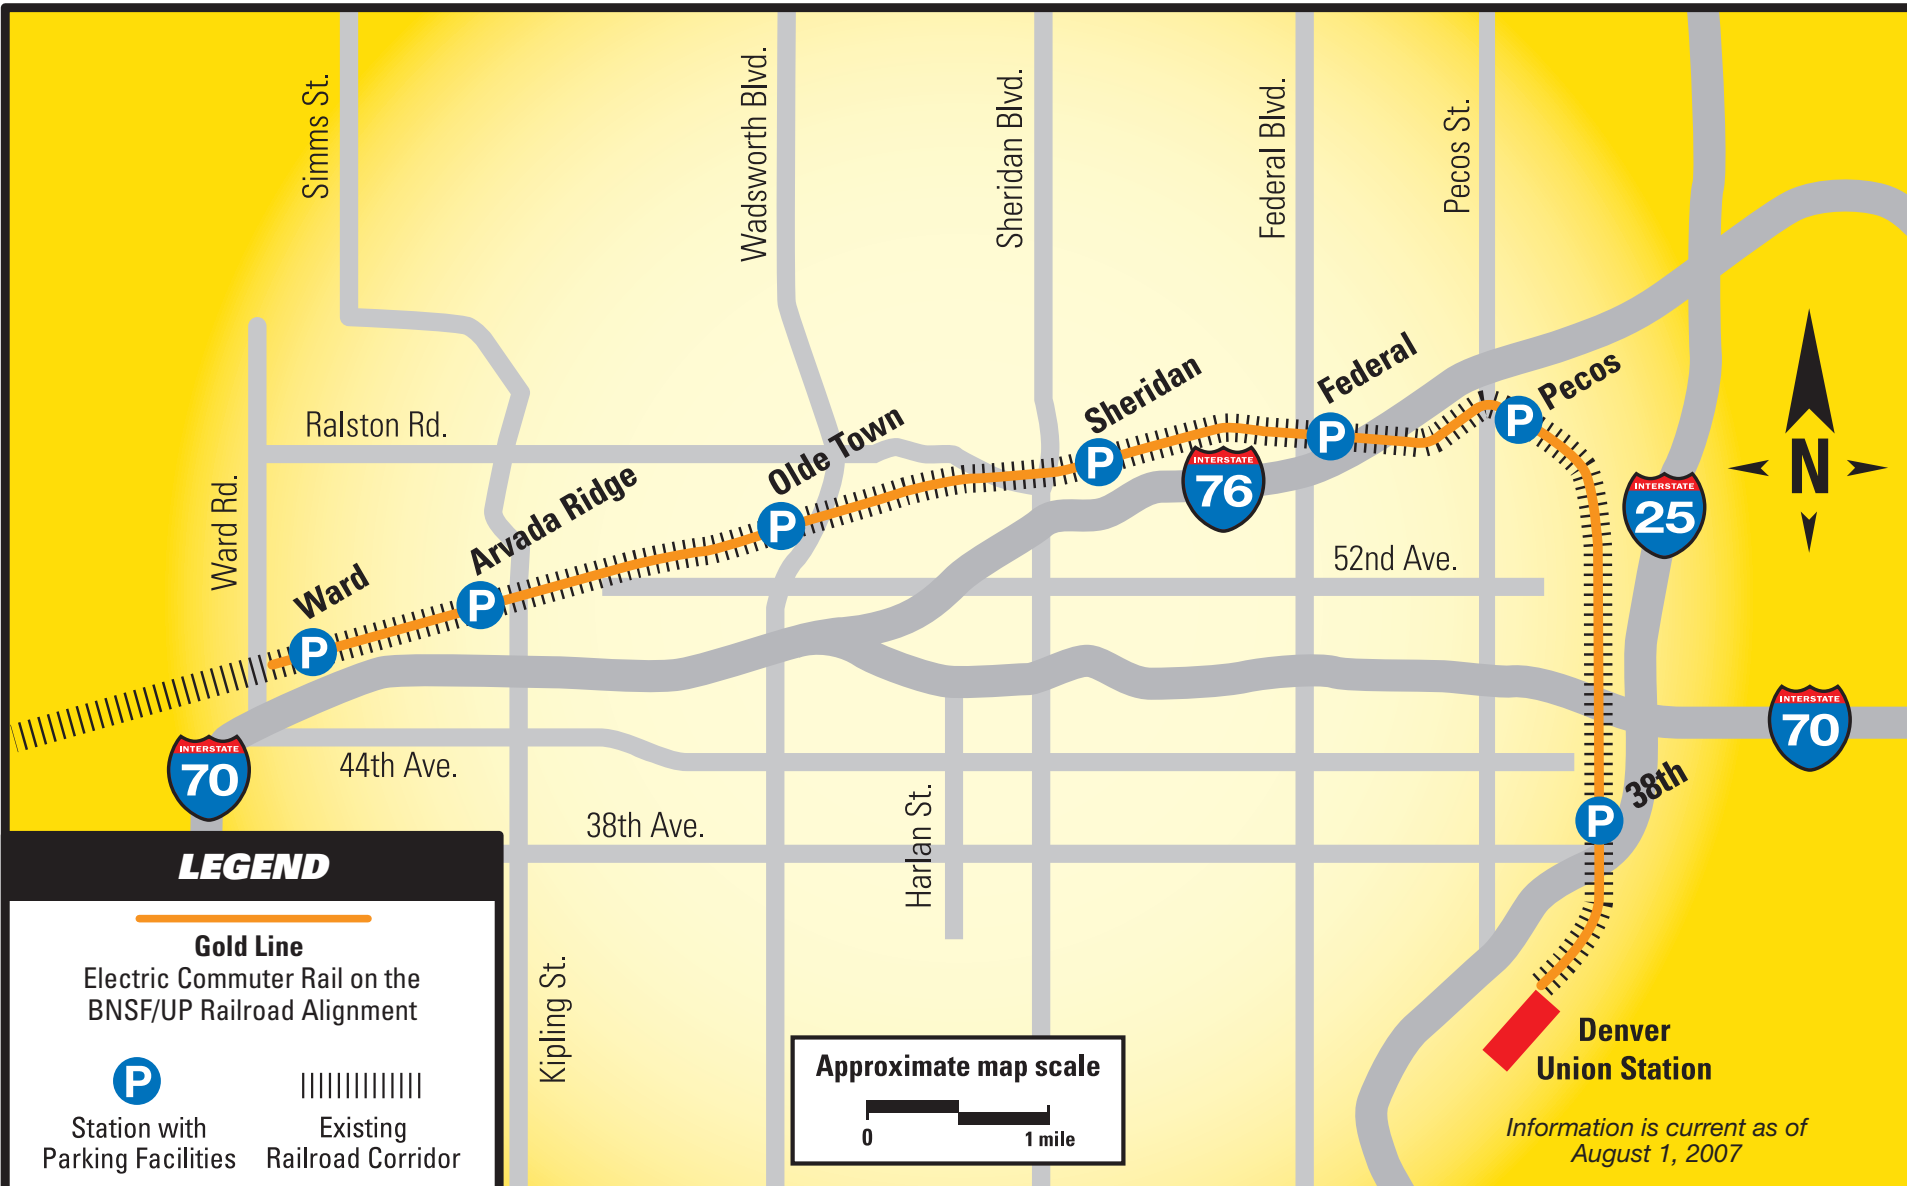 Simms St.
Wadsworth Blvd.
Sheridan Blvd.
Federal Blvd.
Pecos St.
Ralston Rd.
Ward Rd.
Ward
Arvada Ridge
Olde Town
Sheridan
Federal
Pecos
INTERSTATE
76
INTERSTATE
25
N
52nd Ave.
INTERSTATE
70
INTERSTATE
70
44th Ave.
38th Ave.
Harlan St.
38th
Kipling St.
P
P
P
P
P
P
P
LEGEND
Gold Line
Electric Commuter Rail on the
BNSF/UP Railroad Alignment
P
Station with
Parking Facilities
Existing
Railroad Corridor
Approximate map scale
0
1 mile
Denver
Union Station
Information is current as of
August 1, 2007